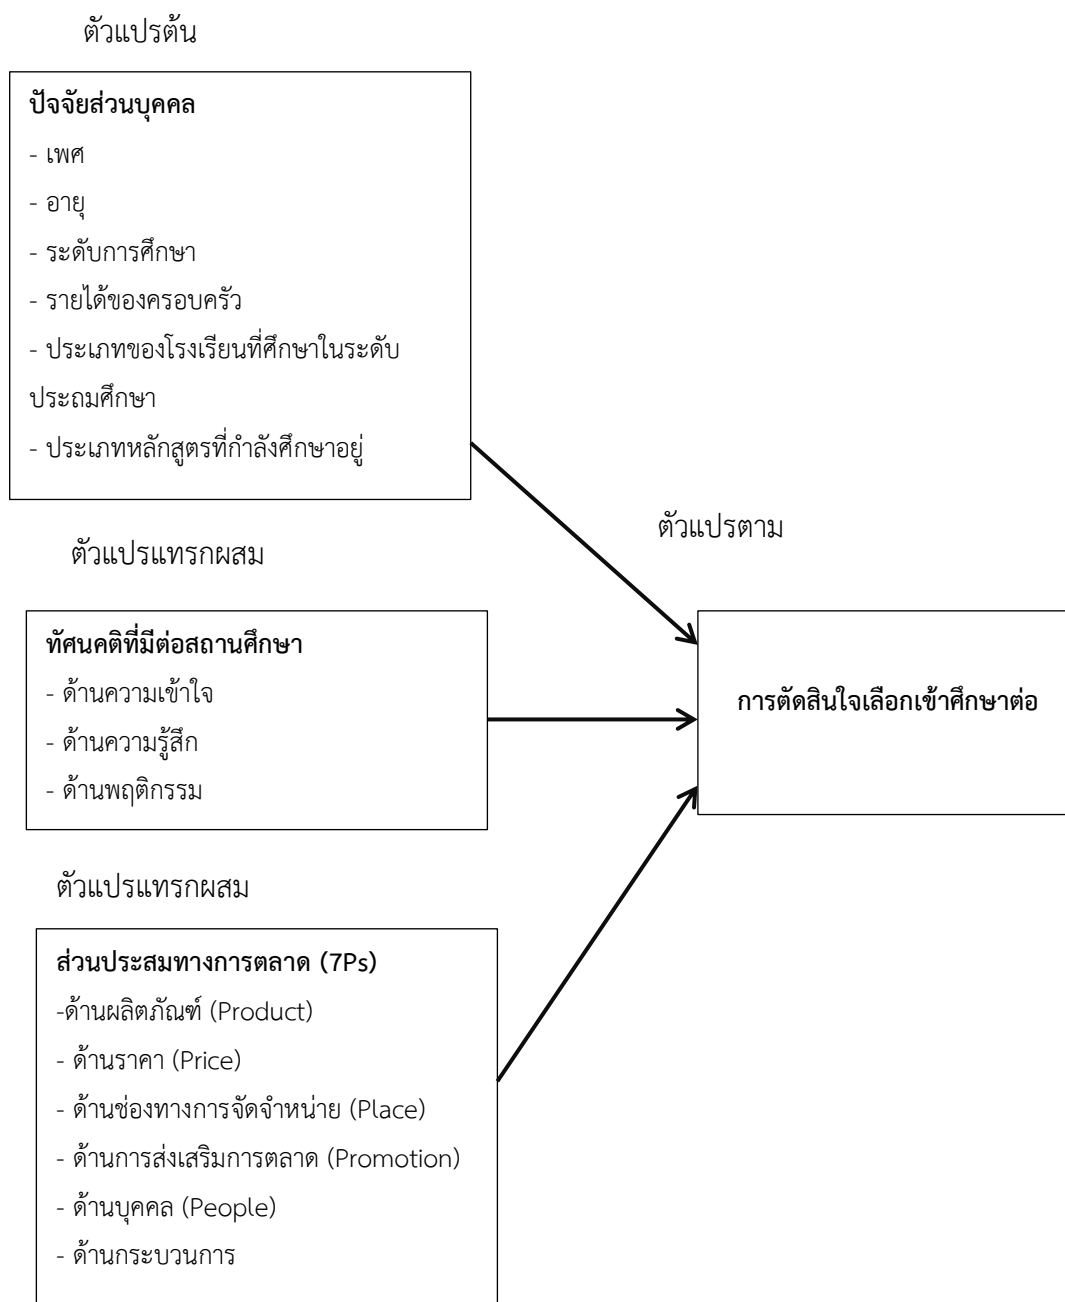 ตัวแปรต้น
ปัจจัยส่วนบุคคล
- เพศ
- อายุ
- ระดับการศึกษา
- รายได้ของครอบครัว
- ประเภทของโรงเรียนที่ศึกษาในระดับ
ประถมศึกษา
- ประเภทหลักสูตรที่กำลังศึกษาอยู่
ตัวแปรตาม
ตัวแปรแทรกผสม
ทัศนคติที่มีต่อสถานศึกษา
- ด้านความเข้าใจ
- ด้านความรู้สึก
- ด้านพฤติกรรม
การตัดสินใจเลือกเข้าศึกษาต่อ
ตัวแปรแทรกผสม
ส่วนประสมทางการตลาด (7Ps)
-ด้านผลิตภัณฑ์ (Product)
- ด้านราคา (Price)
- ด้านช่องทางการจัดจำหน่าย (Place)
- ด้านการส่งเสริมการตลาด (Promotion)
- ด้านบุคคล (People)
- ด้านกระบวนการ